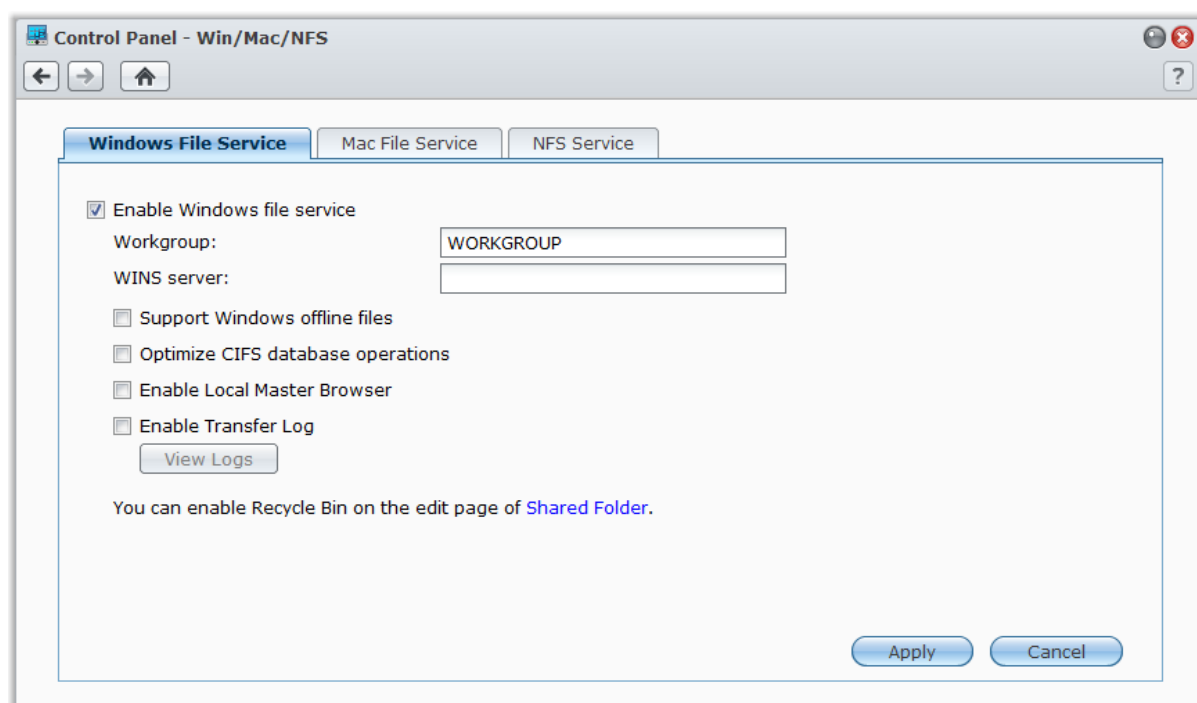 Control Panel - Win/Mac/NFS
?
Windows File Service Mac File Service NFS Service
Enable Windows file service
Workgroup: WORKGROUP
WINS server:
Support Windows offline files
Optimize CIFS database operations
Enable Local Master Browser
Enable Transfer Log
View Logs
You can enable Recycle Bin on the edit page of Shared Folder.
Apply Cancel